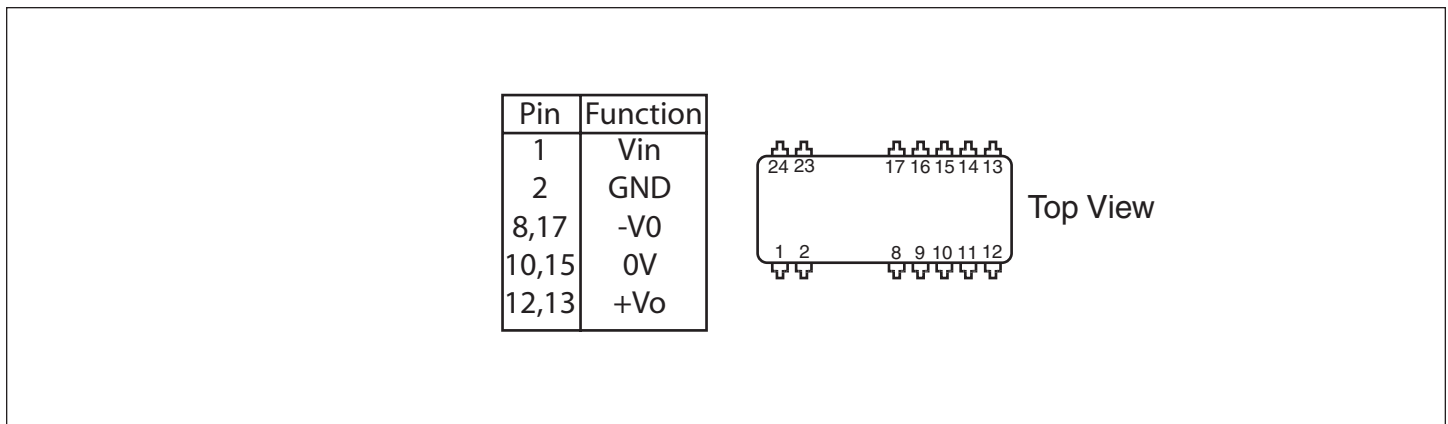 Pin Function
1 Vin
2 GND
8,17 -V0
10,15 0V
12,13 +Vo
24 23 17 16 15 14 13
1 2 8 9 10 11 12
Top View